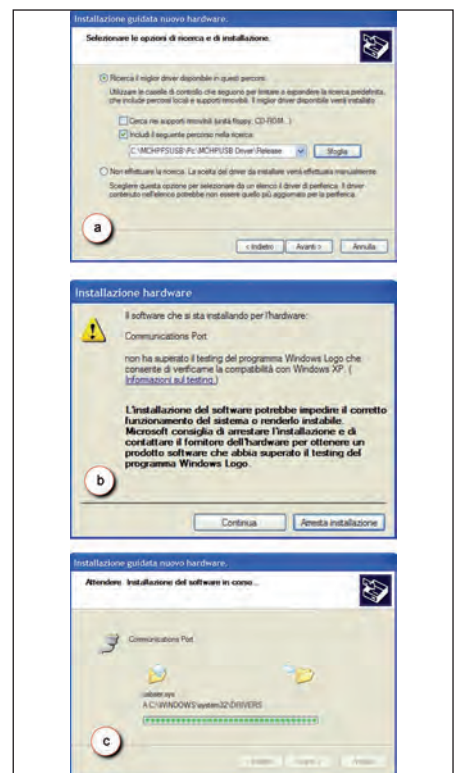 Installazione guidata nuovo hardware.
Selezionare le opzioni di ricerca e di installazione.
Ricerca il miglior driver disponibile in questi percorsi.
Utilizzare le caselle di controllo che seguono per limitare o espandere la ricerca predefinita,
che include percorsi locali e supporti rimovibili. Il miglior driver disponibile verrà installato.
Cerca nei supporti rimovibili (unità floppy, CD-ROM...)
Includi il seguente percorso nella ricerca:
C:\MCHPFSUSB\Pc\MCHPUSB Driver\Release
Sfoglia
Non effettuare la ricerca. La scelta del driver da installare verrà effettuata manualmente.
Scegliere questa opzione per selezionare da un elenco il driver di periferica. Il driver
contenuto nell'elenco potrebbe non essere quello più aggiornato per la periferica.
a
< Indietro
Avanti >
Annulla
Installazione hardware
Il software che si sta installando per l'hardware:
Communications Port
non ha superato il testing del programma Windows Logo che
consente di verificarne la compatibilità con Windows XP. (
Informazioni sul testing.)
L'installazione del software potrebbe impedire il corretto
funzionamento del sistema o renderlo instabile.
Microsoft consiglia di arrestare l'installazione e di
contattare il fornitore dell'hardware per ottenere un
prodotto software che abbia superato il testing del
programma Windows Logo.
b
Continua
Arresta installazione
Installazione guidata nuovo hardware.
Attendere. Installazione del software in corso...
Communications Port
usbser.sys
A C:\WINDOWS\system32\DRIVERS
c
< Indietro
Avanti >
Annulla